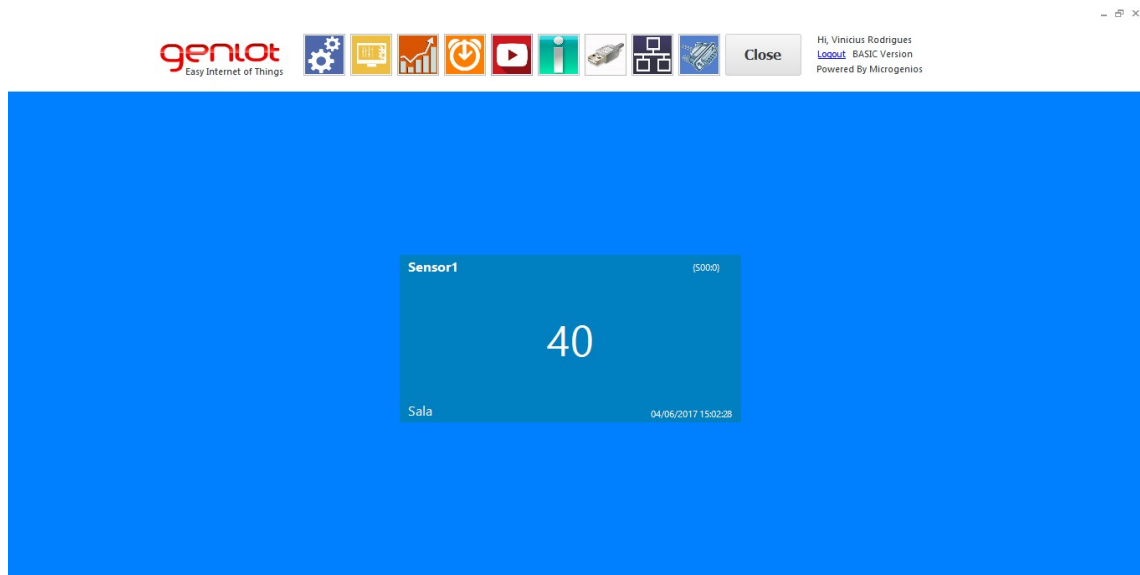 genIot
Easy Internet of Things
Close
Hi, Vinicius Rodrigues
Logout BASIC Version
Powered By Microgenios
Sensor1 (S00:0)
40
Sala 04/06/2017 15:02:28